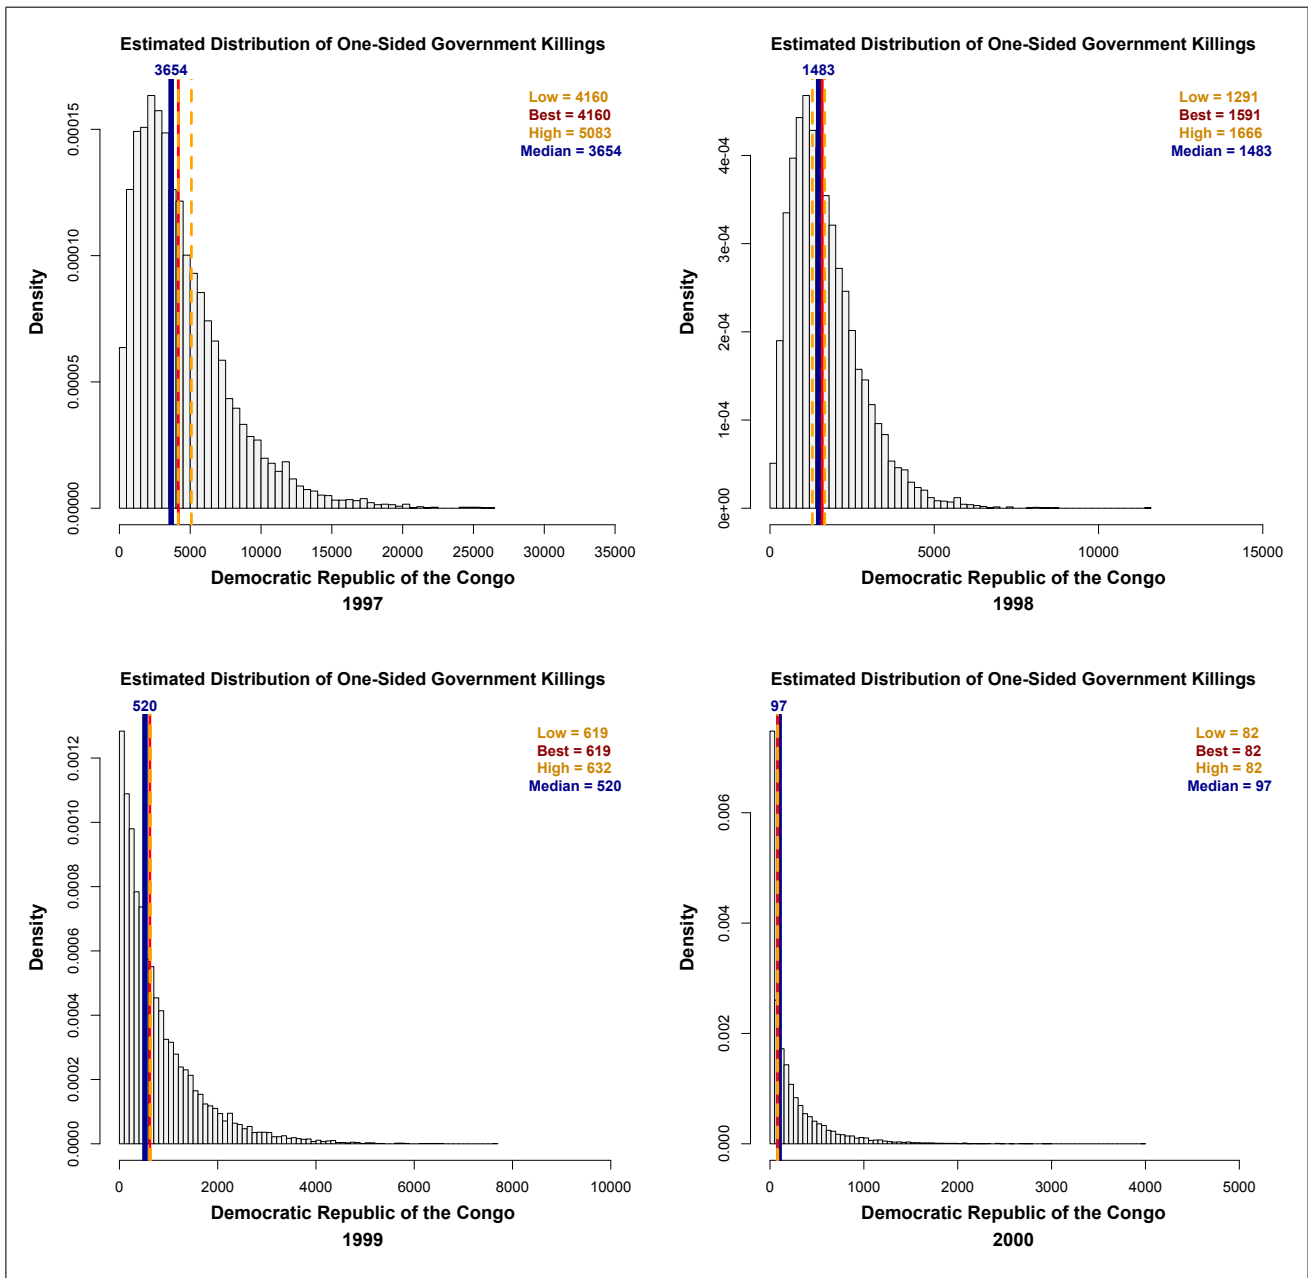 Estimated Distribution of One-Sided Government Killings
3654
Low = 4160
Best = 4160
High = 5083
Median = 3654
Density
0.00000
0.00005
0.00010
0.00015
0 5000 10000 15000 20000 25000 30000 35000
Democratic Republic of the Congo
1997
Estimated Distribution of One-Sided Government Killings
1483
Low = 1291
Best = 1591
High = 1666
Median = 1483
Density
0e+00
1e-04
2e-04
3e-04
4e-04
0 5000 10000 15000
Democratic Republic of the Congo
1998
Estimated Distribution of One-Sided Government Killings
520
Low = 619
Best = 619
High = 632
Median = 520
Density
0.0000
0.0002
0.0004
0.0006
0.0008
0.0010
0.0012
0 2000 4000 6000 8000 10000
Democratic Republic of the Congo
1999
Estimated Distribution of One-Sided Government Killings
97
Low = 82
Best = 82
High = 82
Median = 97
Density
0.000
0.002
0.004
0.006
0 1000 2000 3000 4000 5000
Democratic Republic of the Congo
2000